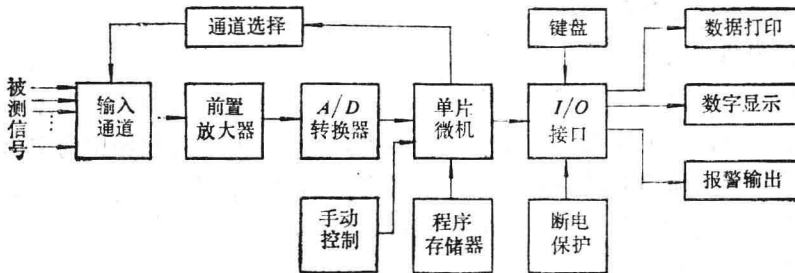 通道选择
键盘
数据打印
被测信号
输入
通道
前置
放大器
A/D
转换器
单片
微机
I/O
接口
数字显示
报警输出
手动
控制
程序
存储器
断电
保护